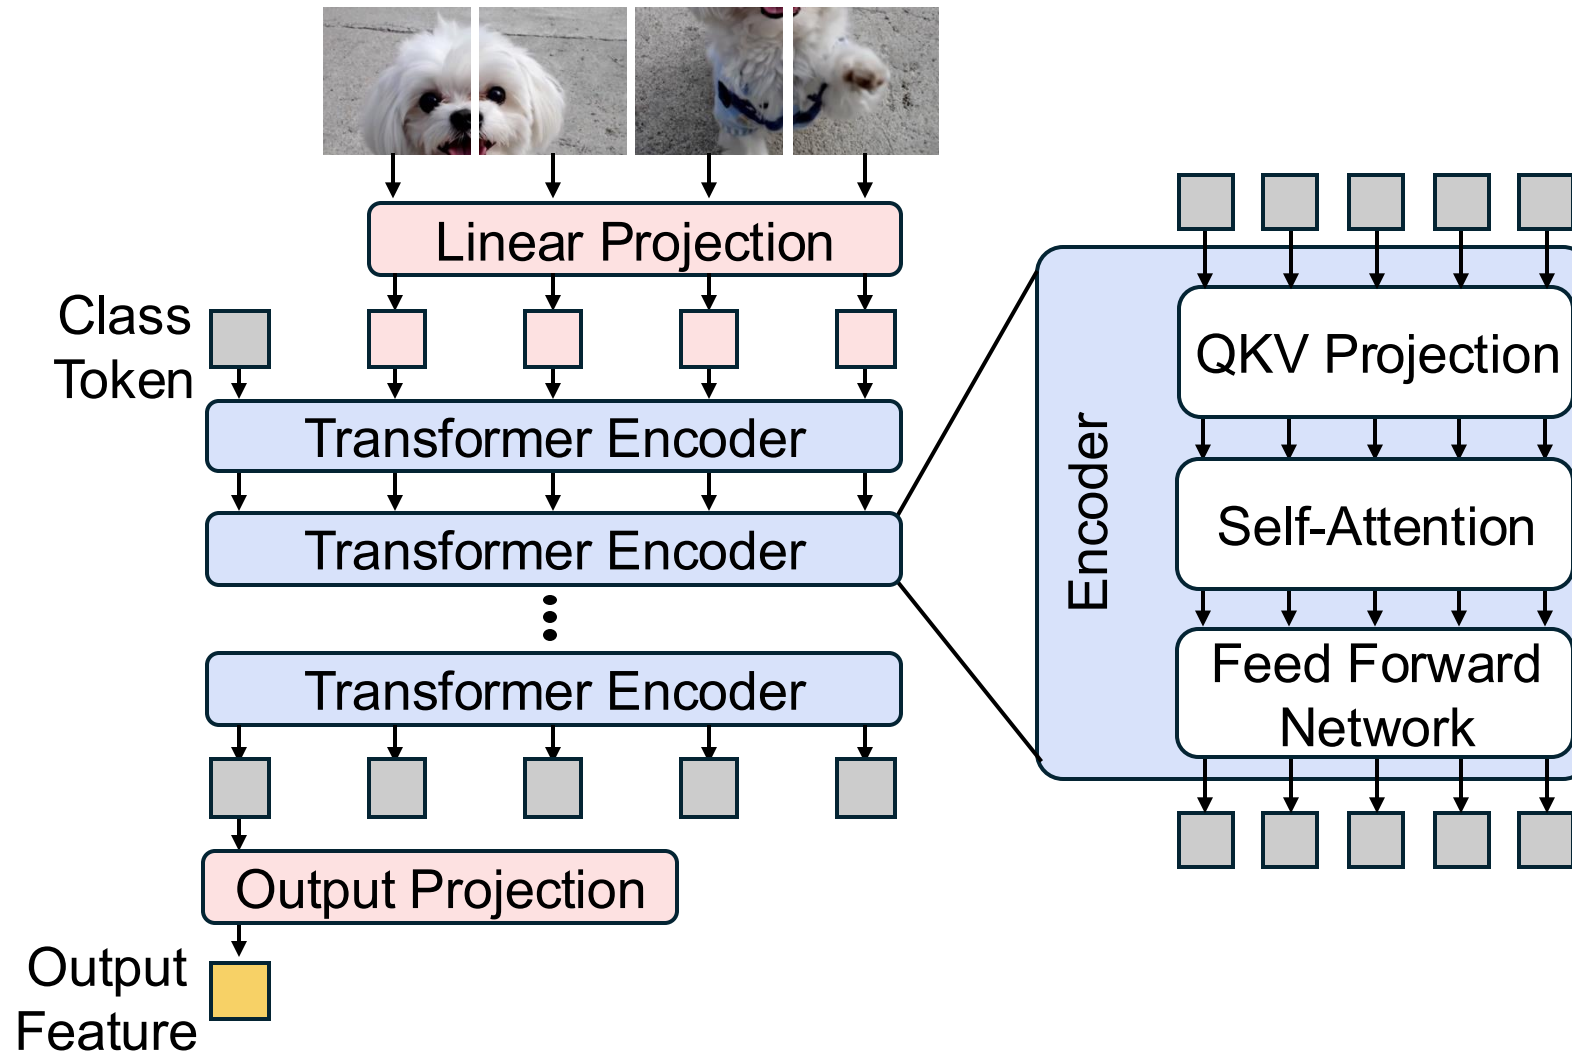 Linear Projection
Class
Token
Transformer Encoder
Transformer Encoder
Transformer Encoder
Output Projection
Output
Feature
Encoder
QKV Projection
Self-Attention
Feed Forward
Network